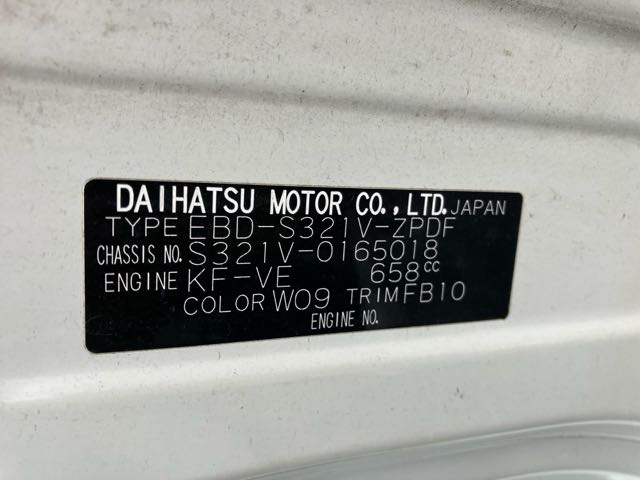 DAIHATSU MOTOR CO.,LTD. JAPAN
TYPE EBD-S321V-ZPDF
CHASSIS NO. S321V-0165018
ENGINE KF-VE 658cc
COLOR W09 TRIM FB10
ENGINE NO.